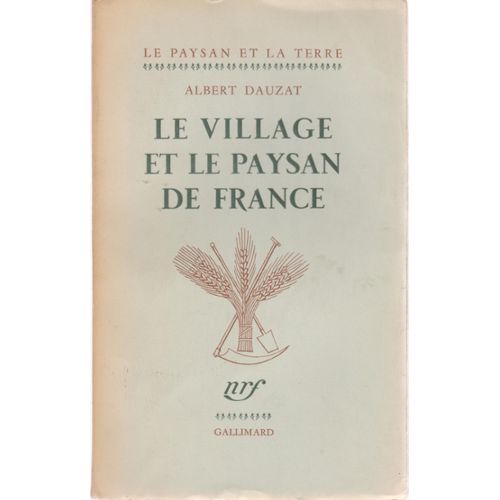 LE PAYSAN ET LA TERRE
ALBERT DAUZAT
LE VILLAGE
ET LE PAYSAN
DE FRANCE
nrf
GALLIMARD